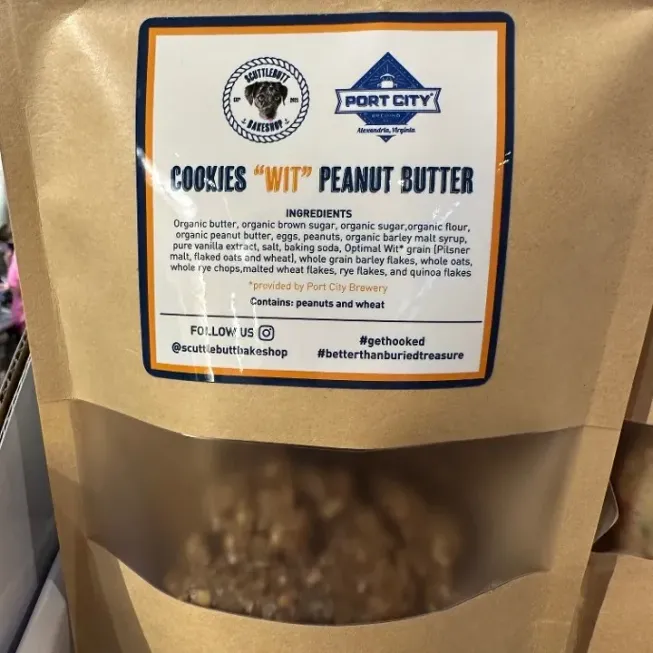 SCUTTLEBUTT
EST 2021
BAKESHOP
PORT CITY
BREWING
Alexandria, Virginia
COOKIES "WIT" PEANUT BUTTER
INGREDIENTS
Organic butter, organic brown sugar, organic sugar,organic flour,
organic peanut butter, eggs, peanuts, organic barley malt syrup,
pure vanilla extract, salt, baking soda, Optimal Wit* grain (Pilsner
malt, flaked oats and wheat), whole grain barley flakes, whole oats,
whole rye chops,malted wheat flakes, rye flakes, and quinoa flakes
*provided by Port City Brewery
Contains: peanuts and wheat
FOLLOW US
@scuttlebuttbakeshop
#gethooked
#betterthanburiedtreasure